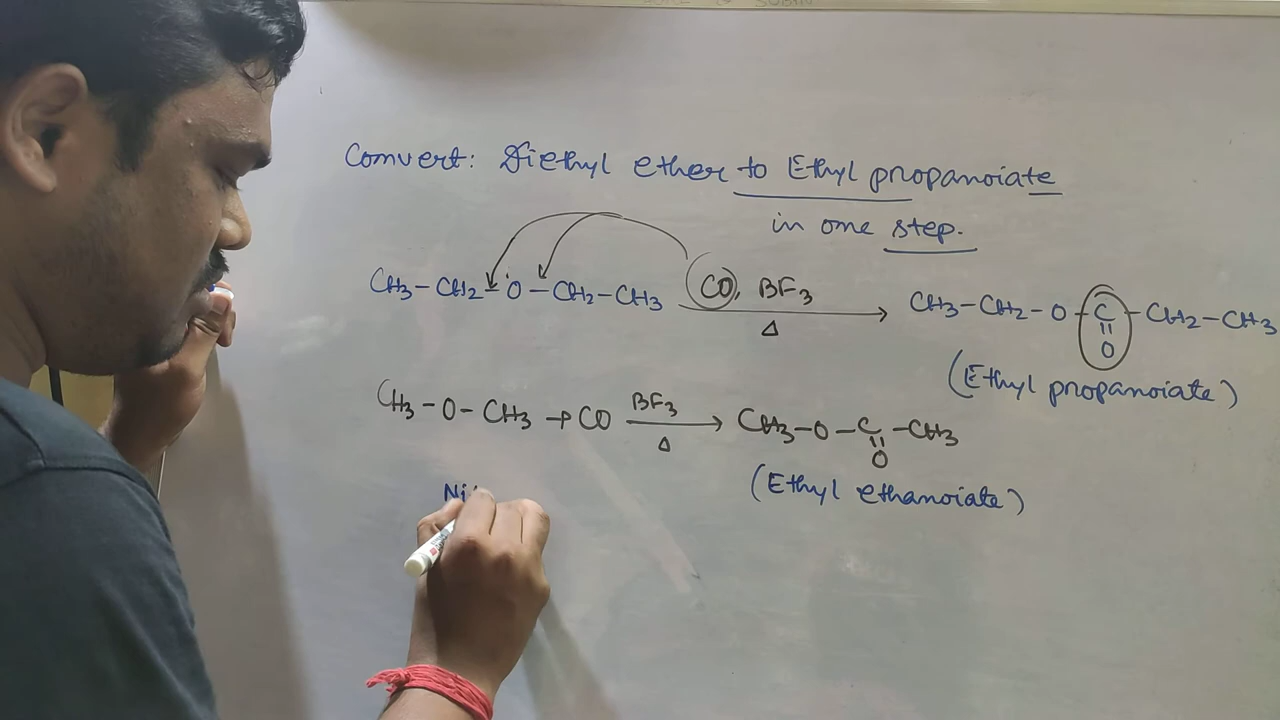 Convert: Diethyl ether to Ethyl propanoiate
in one step.
CH3-CH2-O-CH2-CH3 CO, BF3 Δ → CH3-CH2-O-C-CH2-CH3
=O
(Ethyl propanoiate)
CH3-O-CH3 + CO BF3 Δ → CH3-O-C-CH3
=O
(Ethyl ethanoiate)
Ni